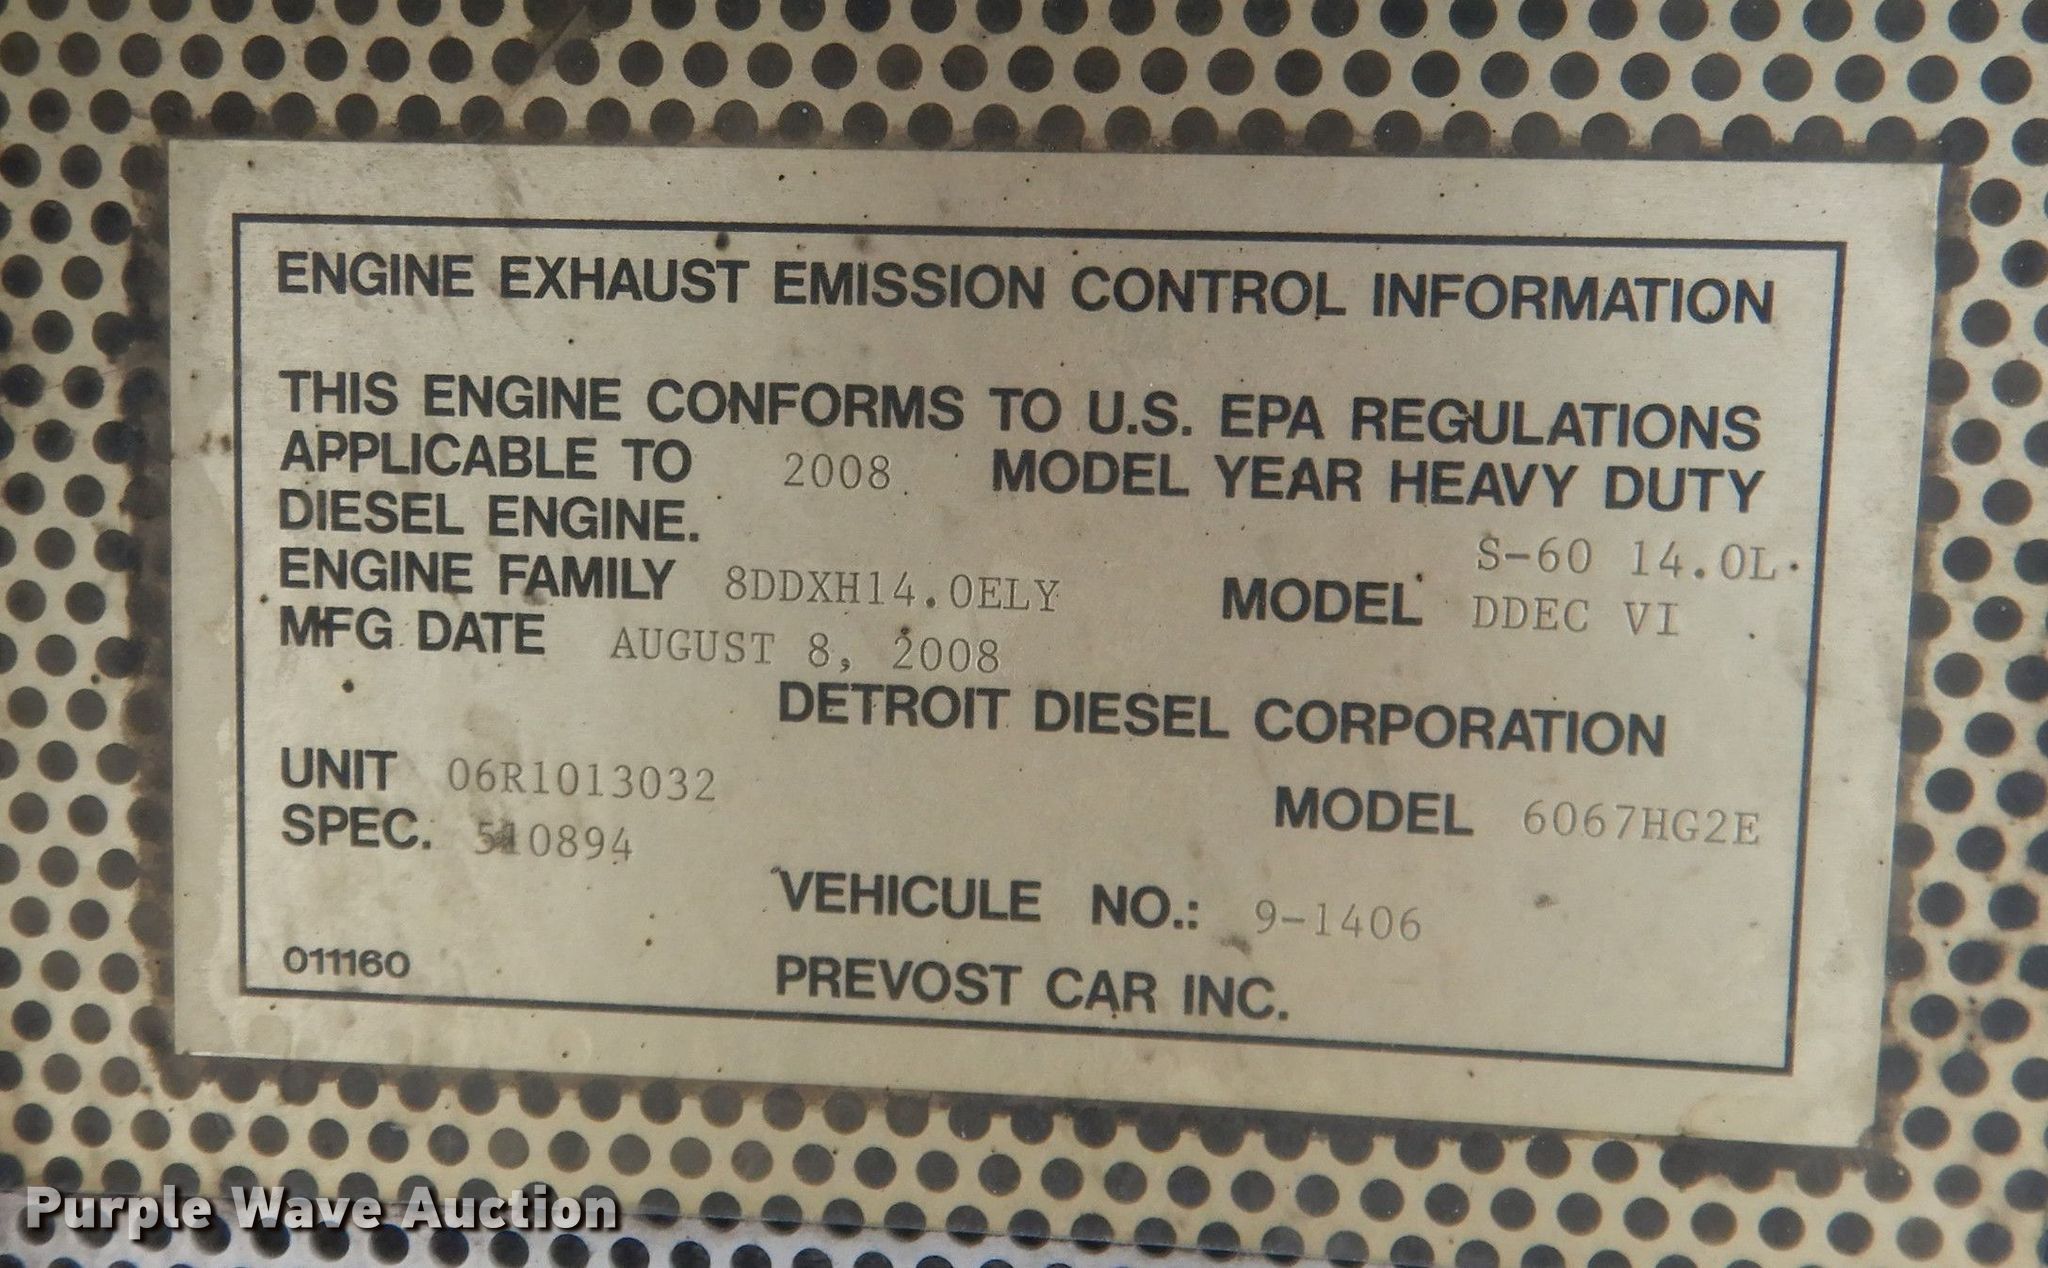 ENGINE EXHAUST EMISSION CONTROL INFORMATION
THIS ENGINE CONFORMS TO U.S. EPA REGULATIONS
APPLICABLE TO 2008 MODEL YEAR HEAVY DUTY
DIESEL ENGINE.
ENGINE FAMILY 8DDXH14.0ELY MODEL S-60 14.0L
DDEC VI
MFG DATE AUGUST 8, 2008
DETROIT DIESEL CORPORATION
UNIT 06R1013032
SPEC. 510894 MODEL 6067HG2E
VEHICULE NO.: 9-1406
011160 PREVOST CAR INC.
Purple Wave Auction